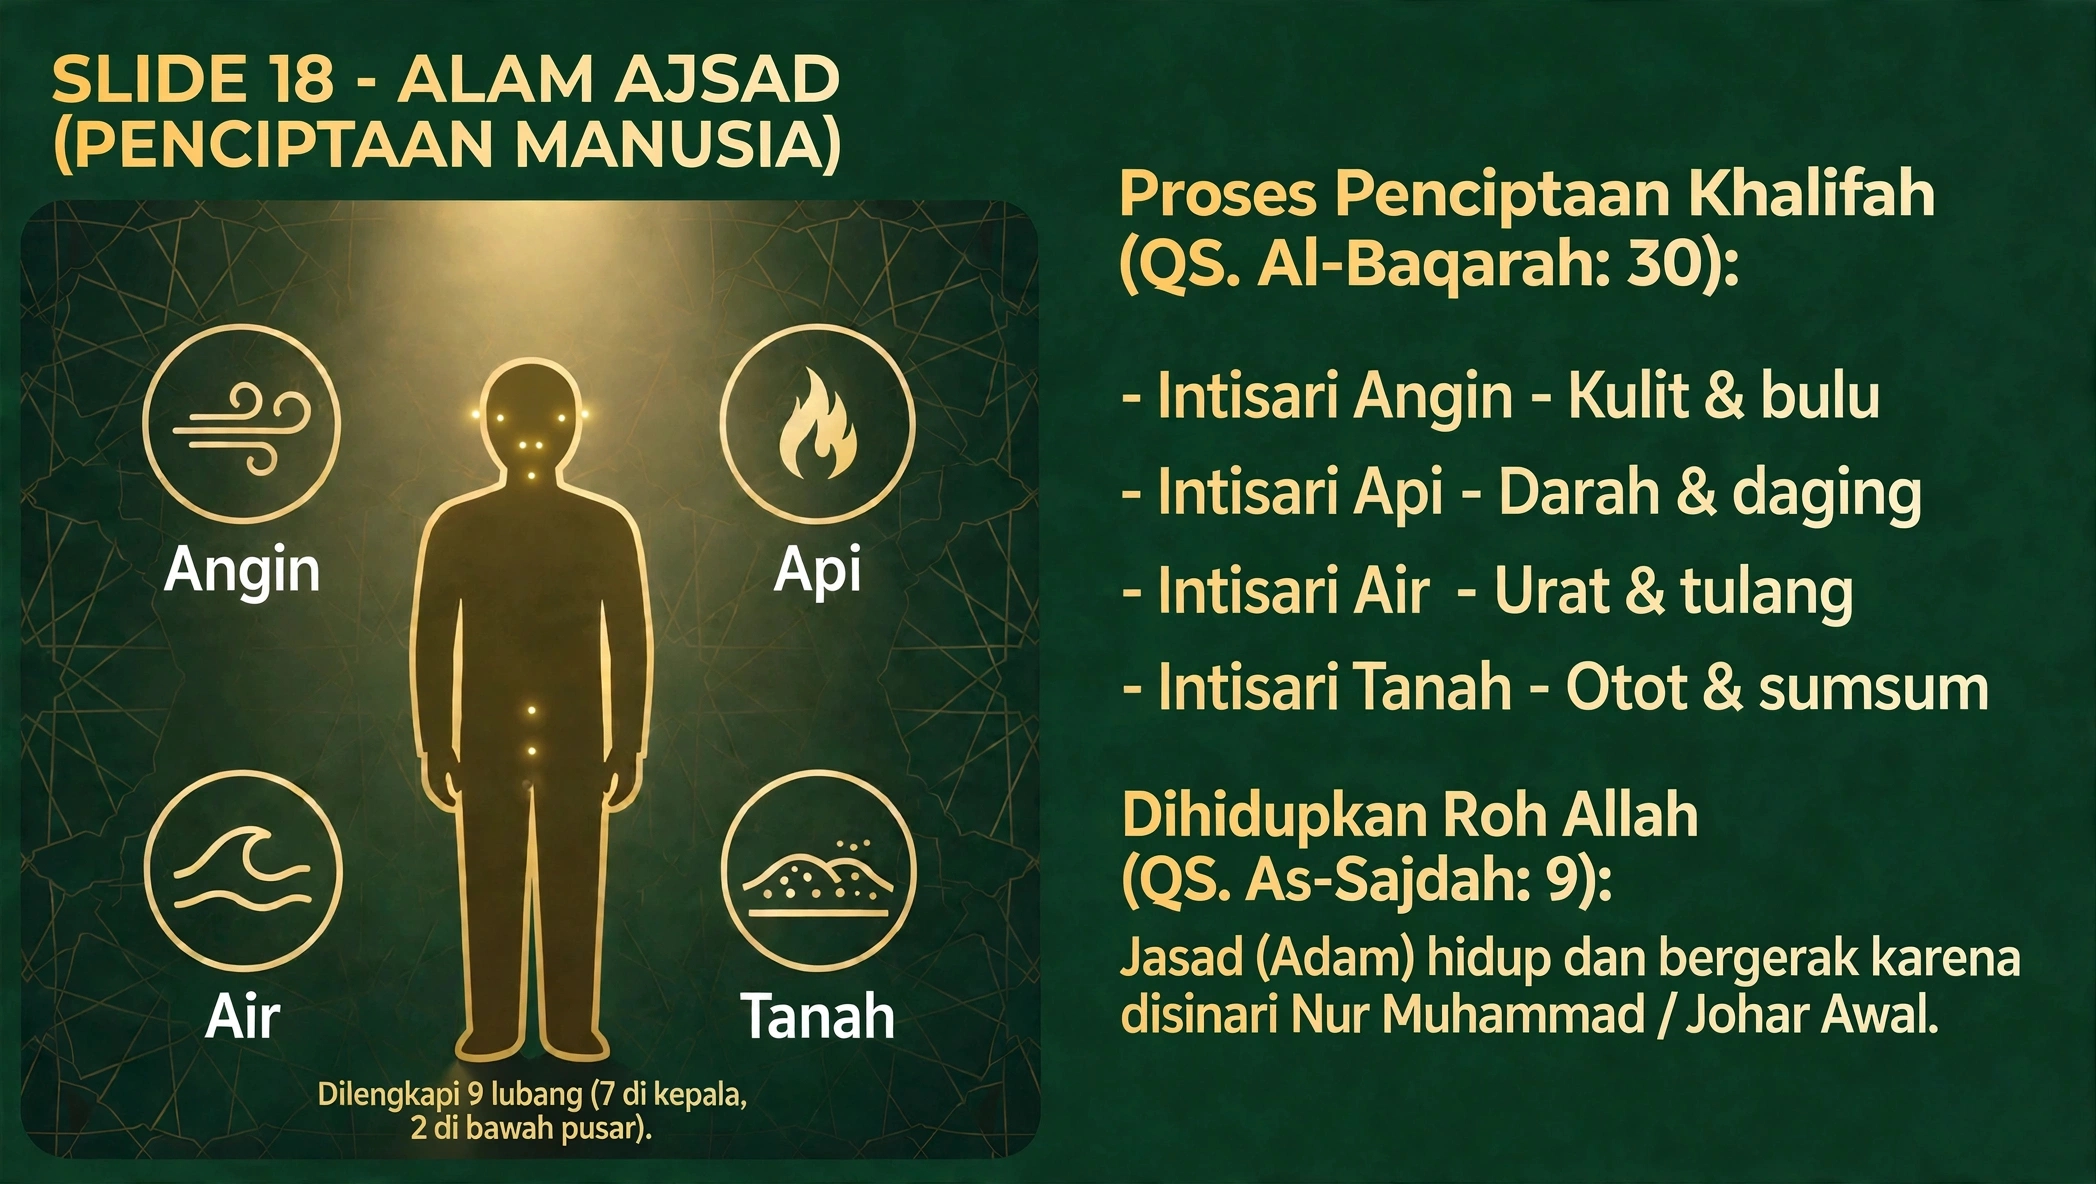 SLIDE 18 - ALAM AJSAD
(PENCIPTAAN MANUSIA)
Angin
Api
Air
Tanah
Dilengkapi 9 lubang (7 di kepala,
2 di bawah pusar).
Proses Penciptaan Khalifah
(QS. Al-Baqarah: 30):
- Intisari Angin - Kulit & bulu
- Intisari Api - Darah & daging
- Intisari Air - Urat & tulang
- Intisari Tanah - Otot & sumsum
Dihidupkan Roh Allah
(QS. As-Sajdah: 9):
Jasad (Adam) hidup dan bergerak karena
disinari Nur Muhammad / Johar Awal.